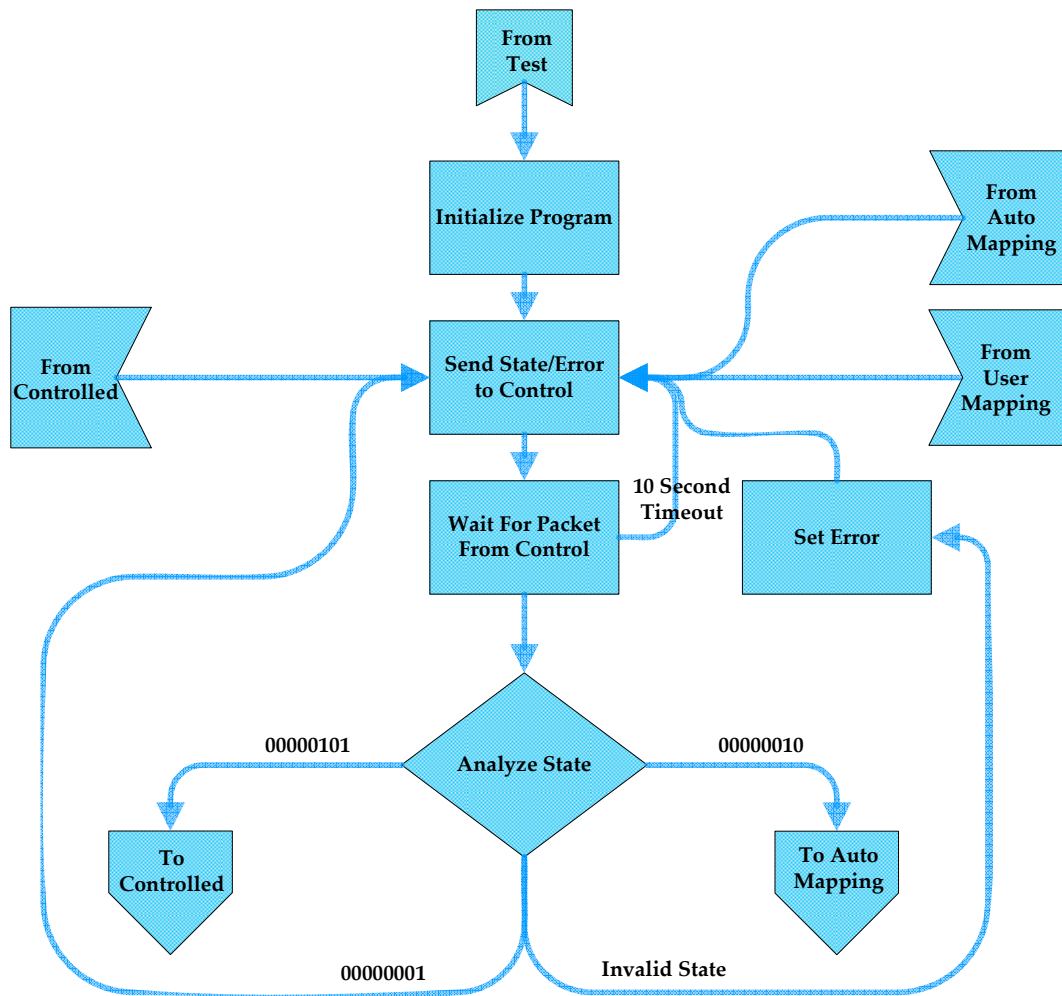 From
Test
Initialize Program
From
Auto
Mapping
From
Controlled
Send State/Error
to Control
From
User
Mapping
10 Second
Timeout
Wait For Packet
From Control
Set Error
00000101
00000010
Analyze State
To
Controlled
To Auto
Mapping
00000001
Invalid State